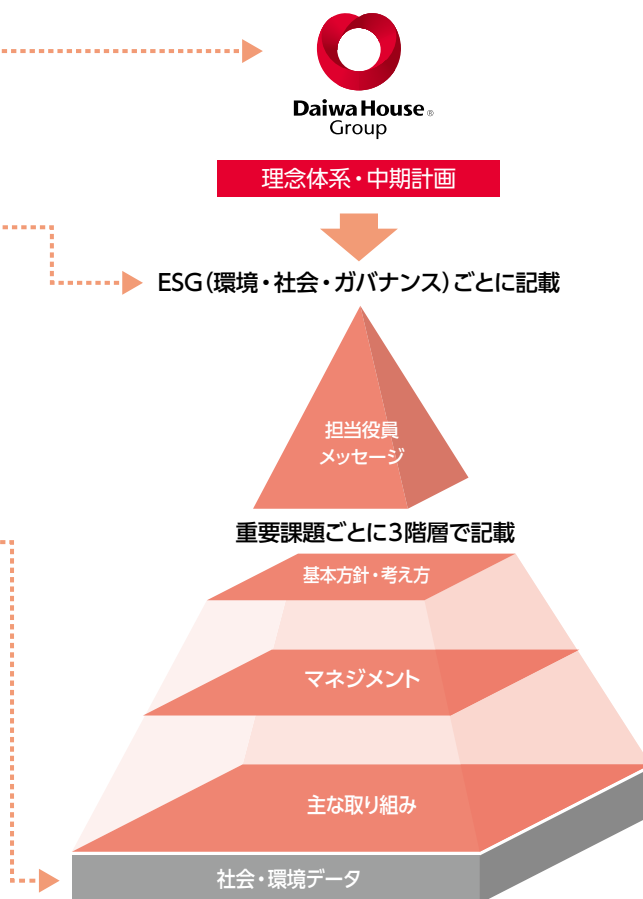 Daiwa House®
Group
理念体系・中期計画
ESG(環境・社会・ガバナンス)ごとに記載
担当役員
メッセージ
重要課題ごとに3階層で記載
基本方針・考え方
マネジメント
主な取り組み
社会・環境データ